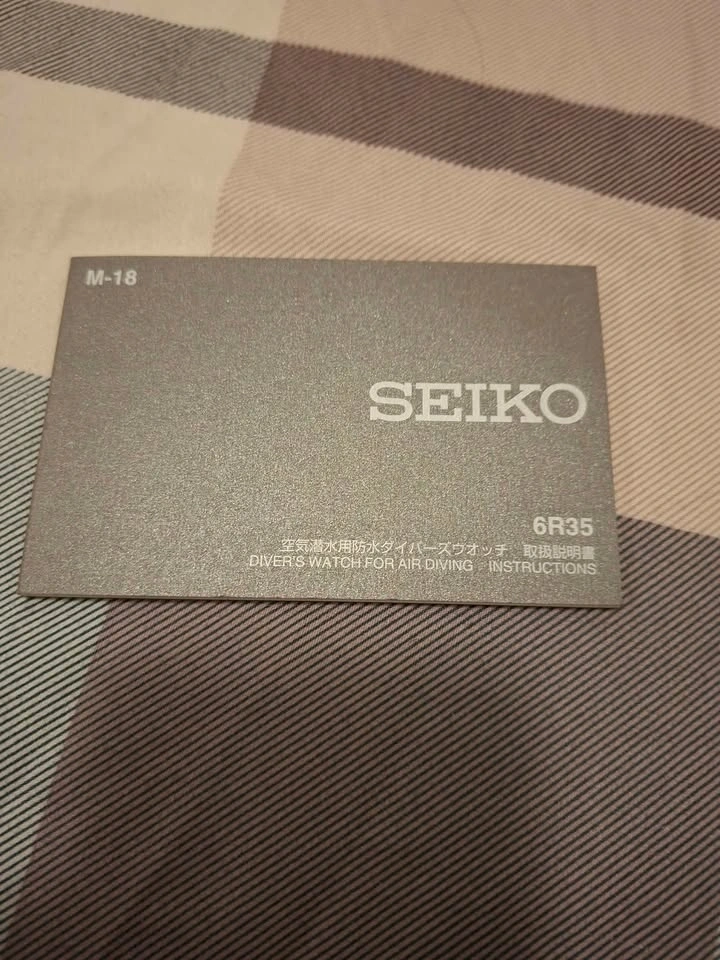 M-18
SEIKO
6R35
空気潜水用防水ダイバーズウオッチ 取扱説明書
DIVER'S WATCH FOR AIR DIVING INSTRUCTIONS